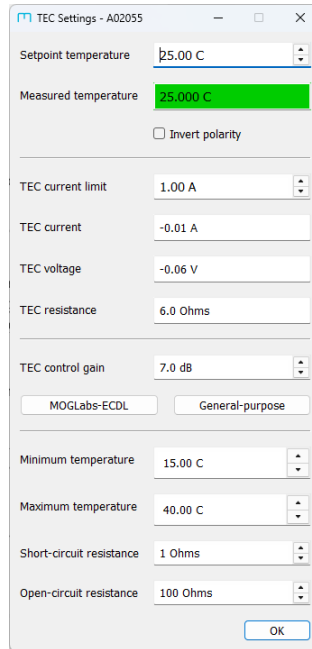 TEC Settings - A02055
Setpoint temperature 25.00 C
Measured temperature 25.000 C
Invert polarity
TEC current limit 1.00 A
TEC current -0.01 A
TEC voltage -0.06 V
TEC resistance 6.0 Ohms
TEC control gain 7.0 dB
MOGLabs-ECDL General-purpose
Minimum temperature 15.00 C
Maximum temperature 40.00 C
Short-circuit resistance 1 Ohms
Open-circuit resistance 100 Ohms
OK